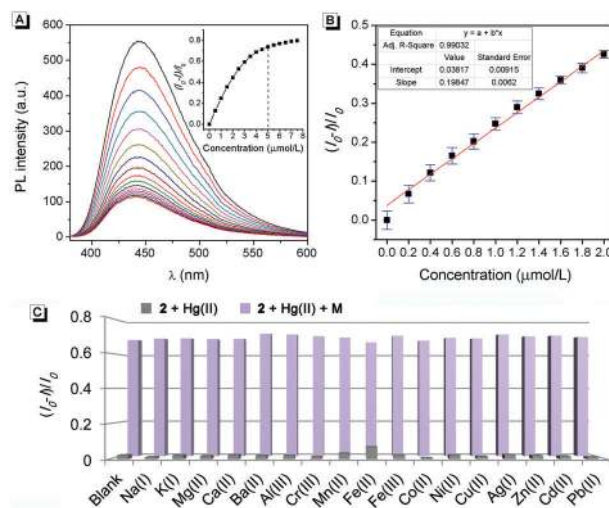 A
PL intensity (a.u.)
600
500
400
300
200
100
0
400
450
500
550
600
λ (nm)
(I₀-I)/I₀
0.8
0.6
0.4
0.2
0.0
0 1 2 3 4 5 6 7 8
Concentration (μmol/L)
B
Equation y = a + b*x
Adj. R-Square 0.99032
Value Standard Error
Intercept 0.03817 0.00915
Slope 0.19847 0.0062
(I₀-I)/I₀
0.5
0.4
0.3
0.2
0.1
0.0
0.0 0.2 0.4 0.6 0.8 1.0 1.2 1.4 1.6 1.8 2.0
Concentration (μmol/L)
C
2 + Hg(II) 2 + Hg(II) + M
(I₀-I)/I₀
0.8
0.6
0.4
0.2
0
Blank
Na(I)
K(I)
Mg(II)
Ca(II)
Ba(II)
Al(III)
Cr(III)
Mn(II)
Fe(II)
Fe(III)
Co(II)
Ni(II)
Cu(II)
Ag(I)
Zn(II)
Cd(II)
Pb(II)